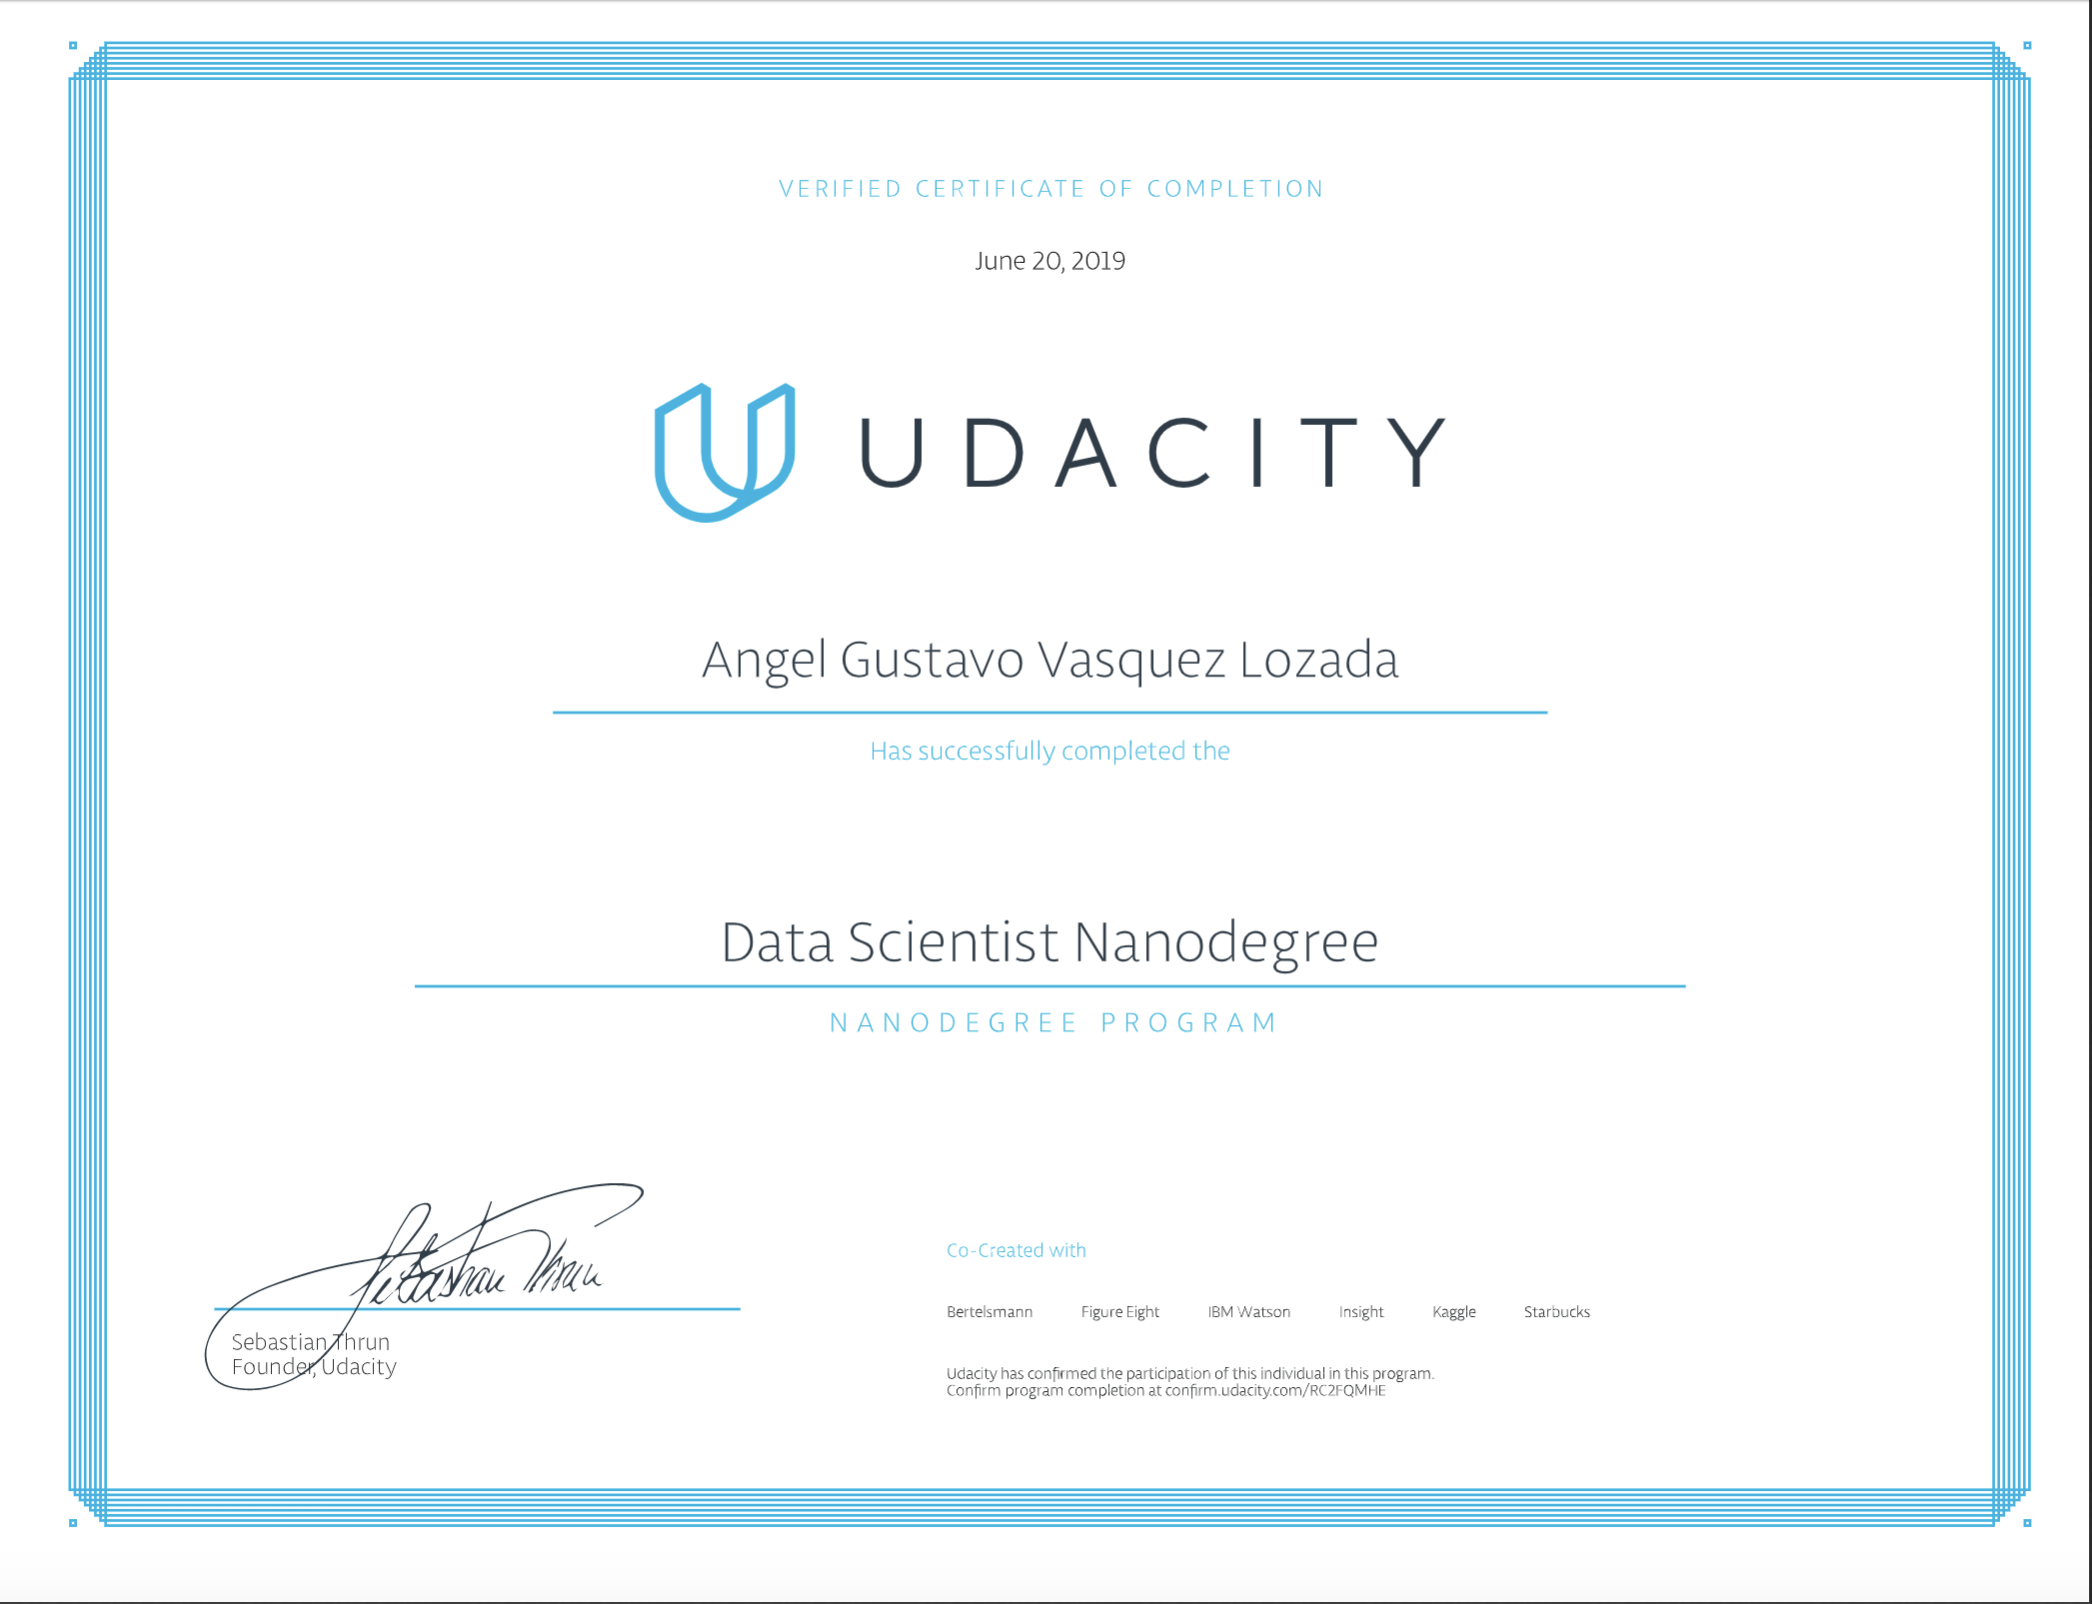 VERIFIED CERTIFICATE OF COMPLETION
June 20, 2019
UDACITY
Angel Gustavo Vasquez Lozada
Has successfully completed the
Data Scientist Nanodegree
NANODEGREE PROGRAM
Sebastian Thrun
Sebastian Thrun
Founder, Udacity
Co-Created with
Bertelsmann Figure Eight IBM Watson Insight Kaggle Starbucks
Udacity has confirmed the participation of this individual in this program.
Confirm program completion at confirm.udacity.com/RC2FQMHE